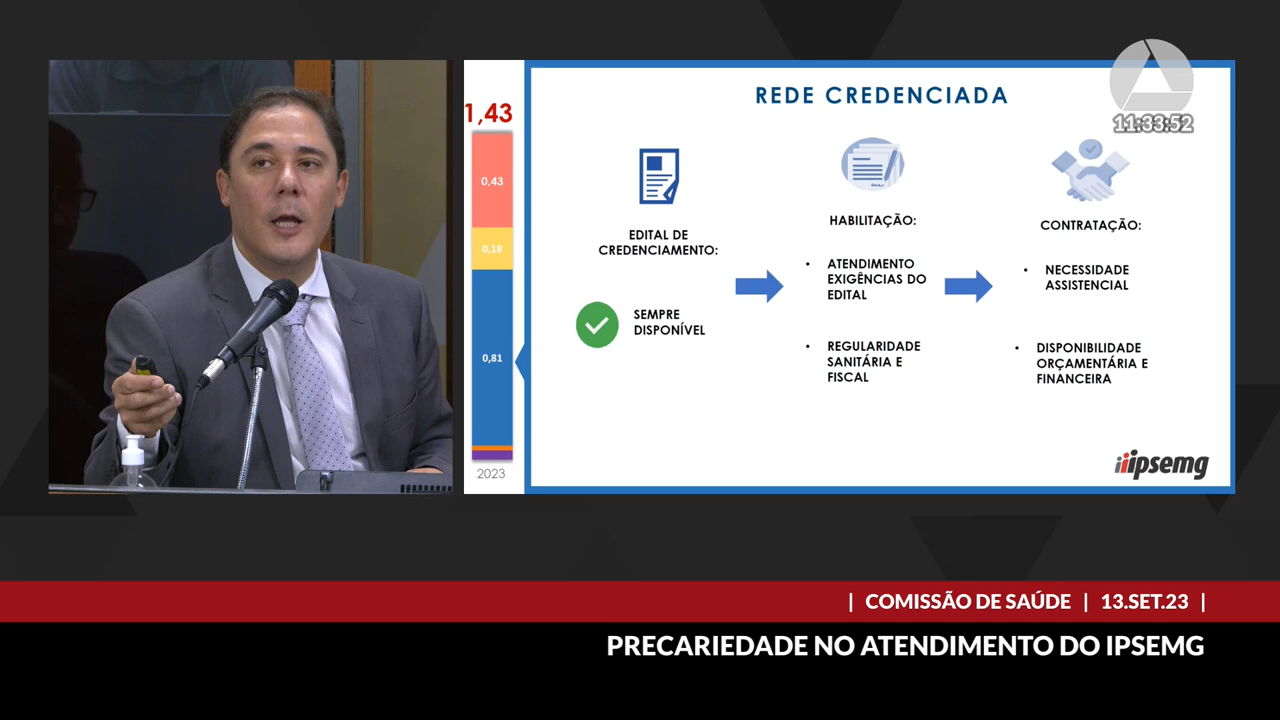 11:33:52
1,43
0,43
0,18
0,81
2023
REDE CREDENCIADA
EDITAL DE
CREDENCIAMENTO:
SEMPRE
DISPONÍVEL
HABILITAÇÃO:
• ATENDIMENTO
EXIGÊNCIAS DO
EDITAL
• REGULARIDADE
SANITÁRIA E
FISCAL
CONTRATAÇÃO:
• NECESSIDADE
ASSISTENCIAL
• DISPONIBILIDADE
ORÇAMENTÁRIA E
FINANCEIRA
ipsemg
| COMISSÃO DE SAÚDE | 13.SET.23 |
PRECARIEDADE NO ATENDIMENTO DO IPSEMG